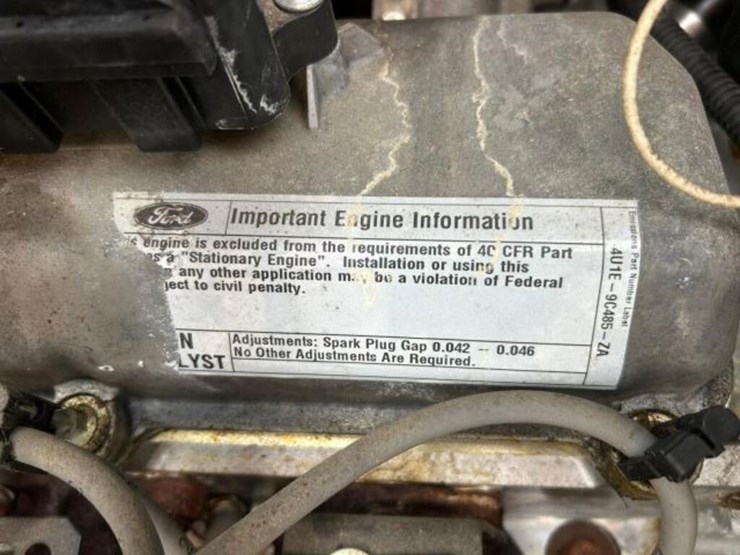 Ford
Important Engine Information
engine is excluded from the requirements of 40 CFR Part
as a "Stationary Engine". Installation or using this
any other application may be a violation of Federal
ject to civil penalty.
N
LYST
Adjustments: Spark Plug Gap 0.042 -- 0.046
No Other Adjustments Are Required.
Emissions Part Number Label
4U1E-9C485-ZA